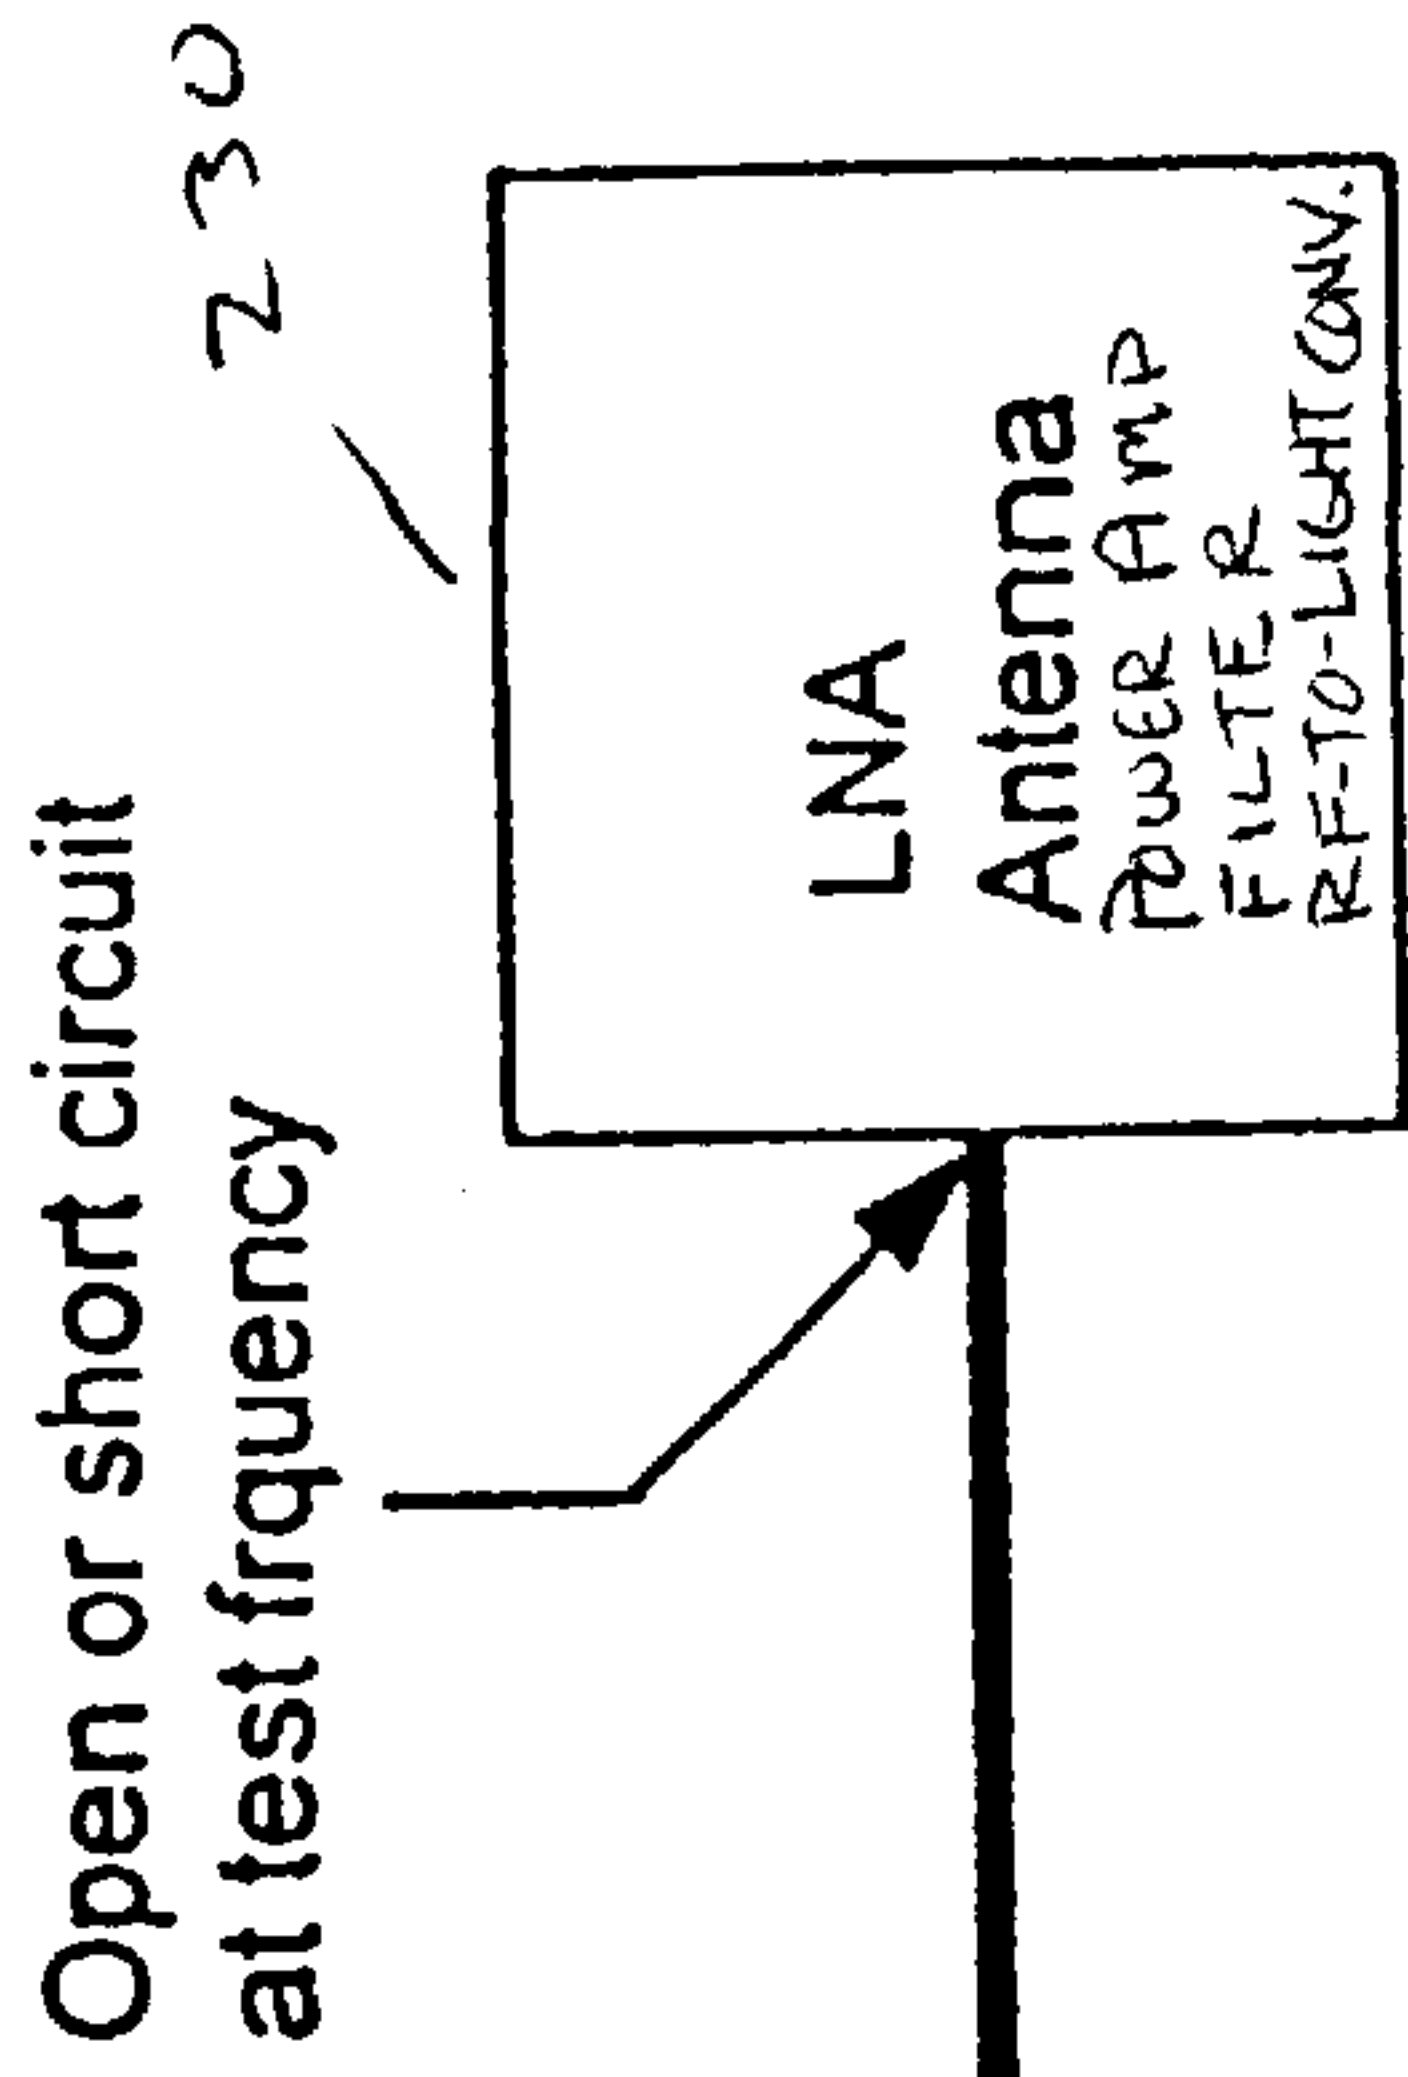 Open or short circuit
at test frquency
230
LNA
Antenna
POWER AMP
FILTER
RF-TO-LIGHT CONV.